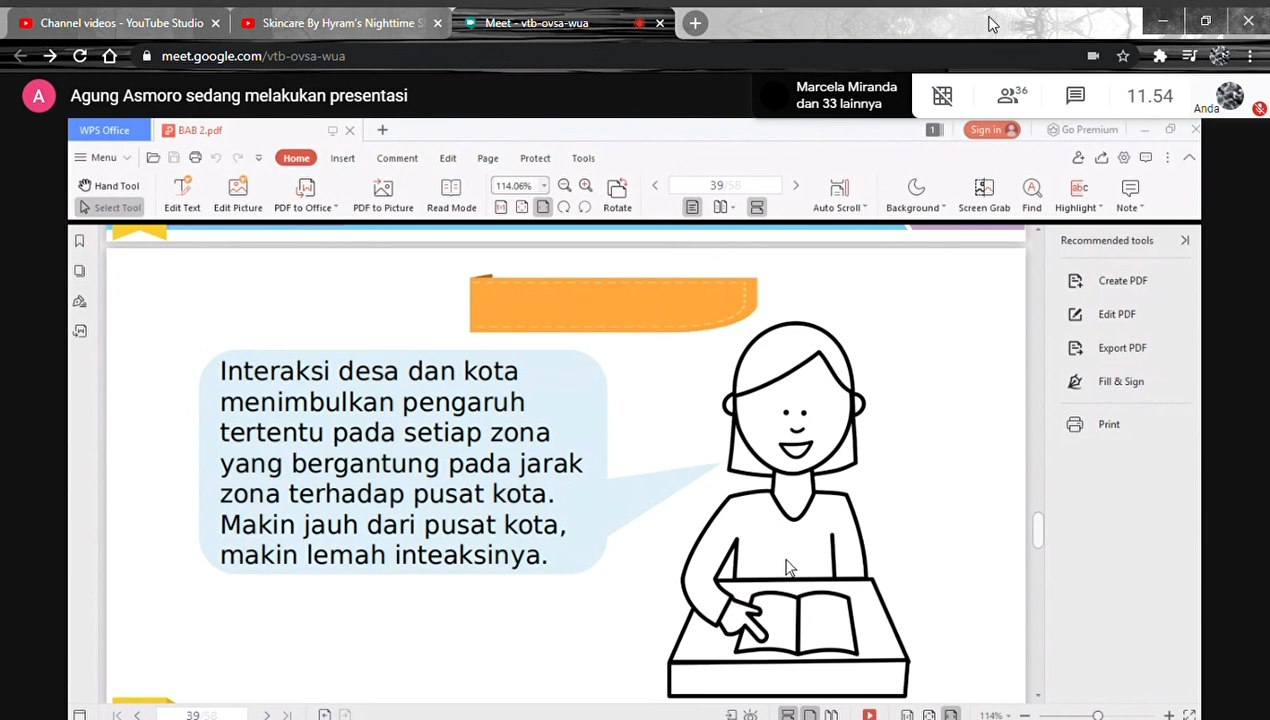 Channel videos - YouTube Studio
Skincare By Hyram's Nighttime S
Meet - vtb-ovsa-wua
meet.google.com/vtb-ovsa-wua
A
Agung Asmoro sedang melakukan presentasi
Marcela Miranda
dan 33 lainnya
36
11.54
Anda
WPS Office
BAB 2.pdf
1
Sign in
Go Premium
Menu
Home
Insert
Comment
Edit
Page
Protect
Tools
Hand Tool
Select Tool
Edit Text
Edit Picture
PDF to Office
PDF to Picture
Read Mode
114.06%
Rotate
39/58
Auto Scroll
Background
Screen Grab
Find
Highlight
Note
Recommended tools
Create PDF
Edit PDF
Export PDF
Fill & Sign
Print
Interaksi desa dan kota
menimbulkan pengaruh
tertentu pada setiap zona
yang bergantung pada jarak
zona terhadap pusat kota.
Makin jauh dari pusat kota,
makin lemah inteaksinya.
39/58
114%